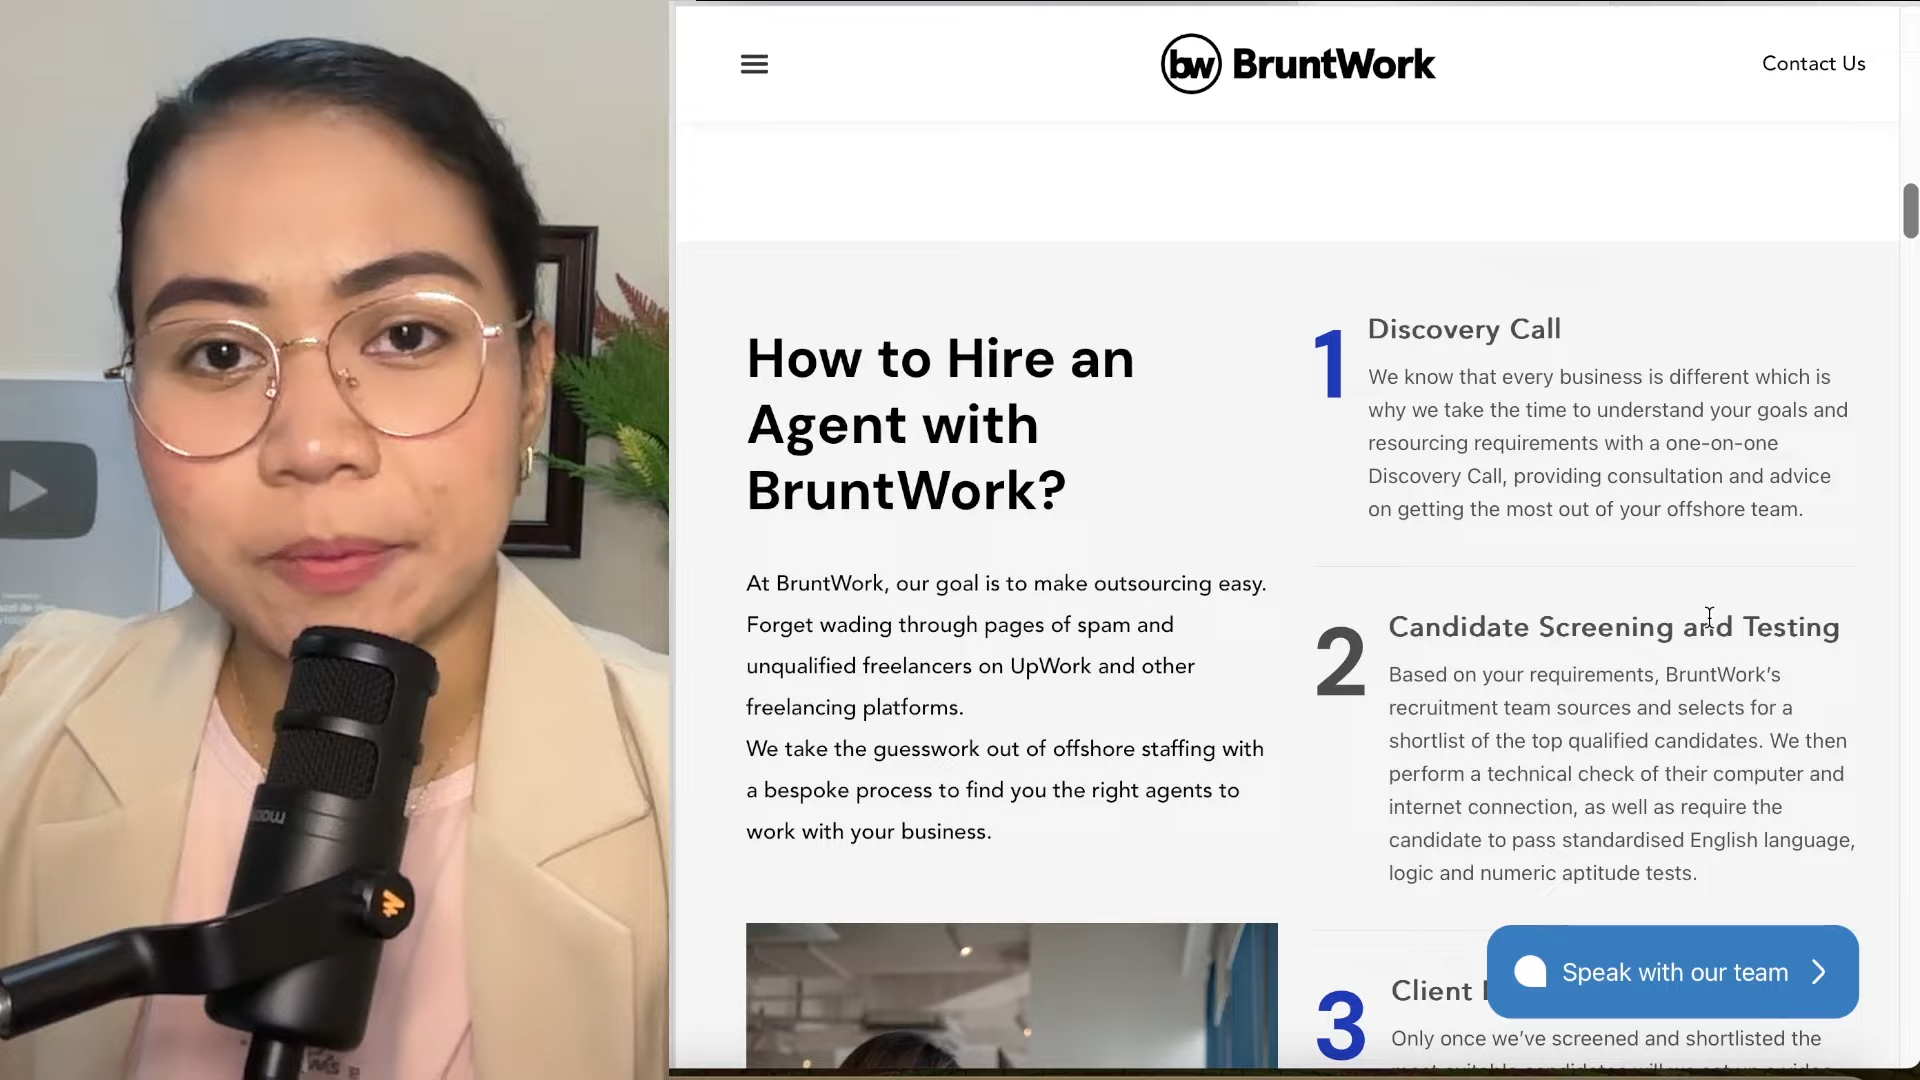 bw BruntWork
Contact Us
How to Hire an
Agent with
BruntWork?
At BruntWork, our goal is to make outsourcing easy.
Forget wading through pages of spam and
unqualified freelancers on UpWork and other
freelancing platforms.
We take the guesswork out of offshore staffing with
a bespoke process to find you the right agents to
work with your business.
1
Discovery Call
We know that every business is different which is
why we take the time to understand your goals and
resourcing requirements with a one-on-one
Discovery Call, providing consultation and advice
on getting the most out of your offshore team.
2
Candidate Screening and Testing
Based on your requirements, BruntWork's
recruitment team sources and selects for a
shortlist of the top qualified candidates. We then
perform a technical check of their computer and
internet connection, as well as require the
candidate to pass standardised English language,
logic and numeric aptitude tests.
3
Client
Only once we've screened and shortlisted the
Speak with our team